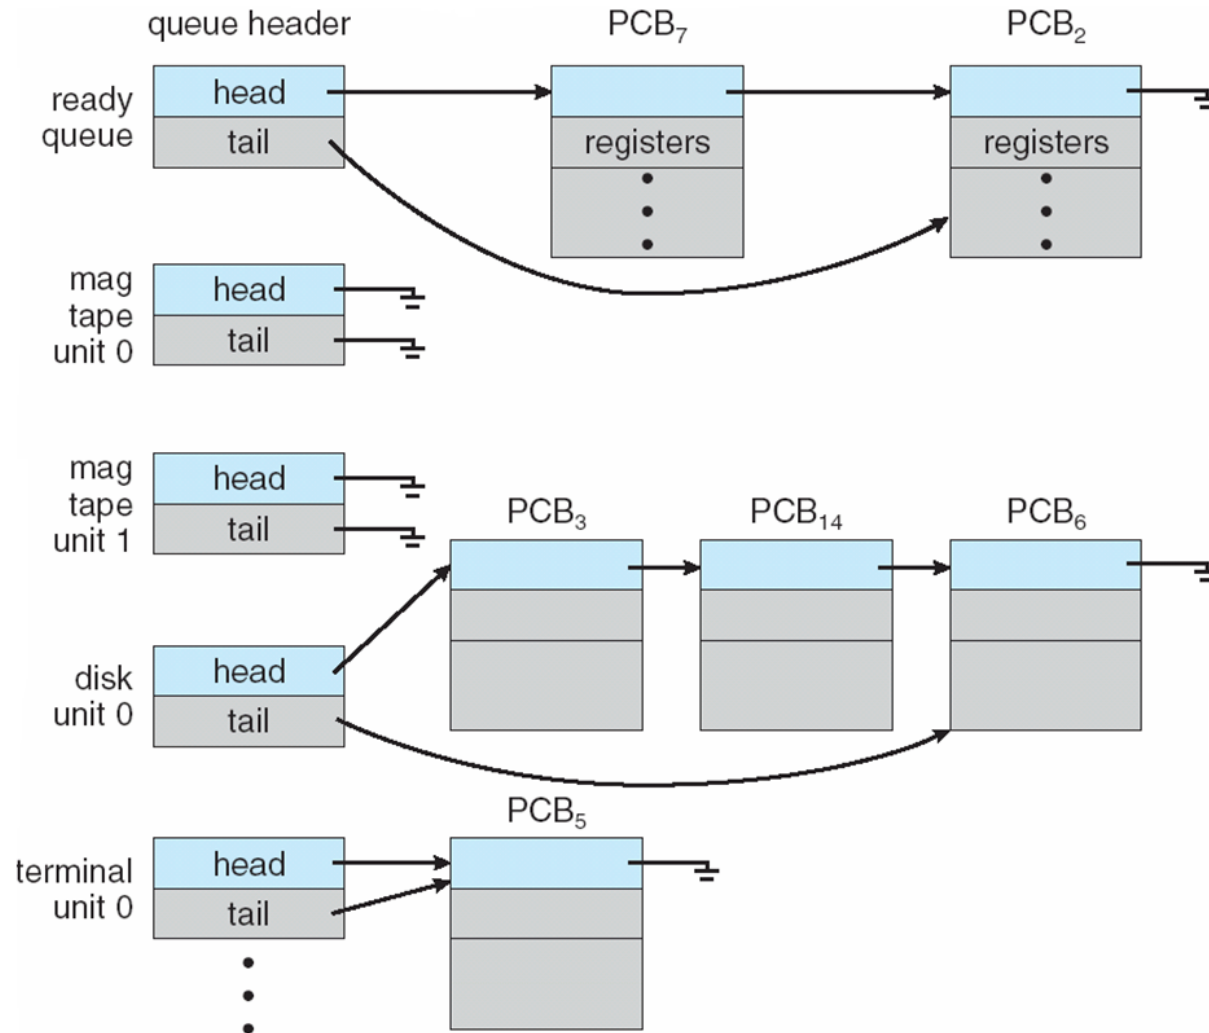 queue header
PCB₇
PCB₂
ready
queue
head
tail
registers
registers
mag
tape
unit 0
head
tail
mag
tape
unit 1
head
tail
PCB₃
PCB₁₄
PCB₆
disk
unit 0
head
tail
PCB₅
terminal
unit 0
head
tail